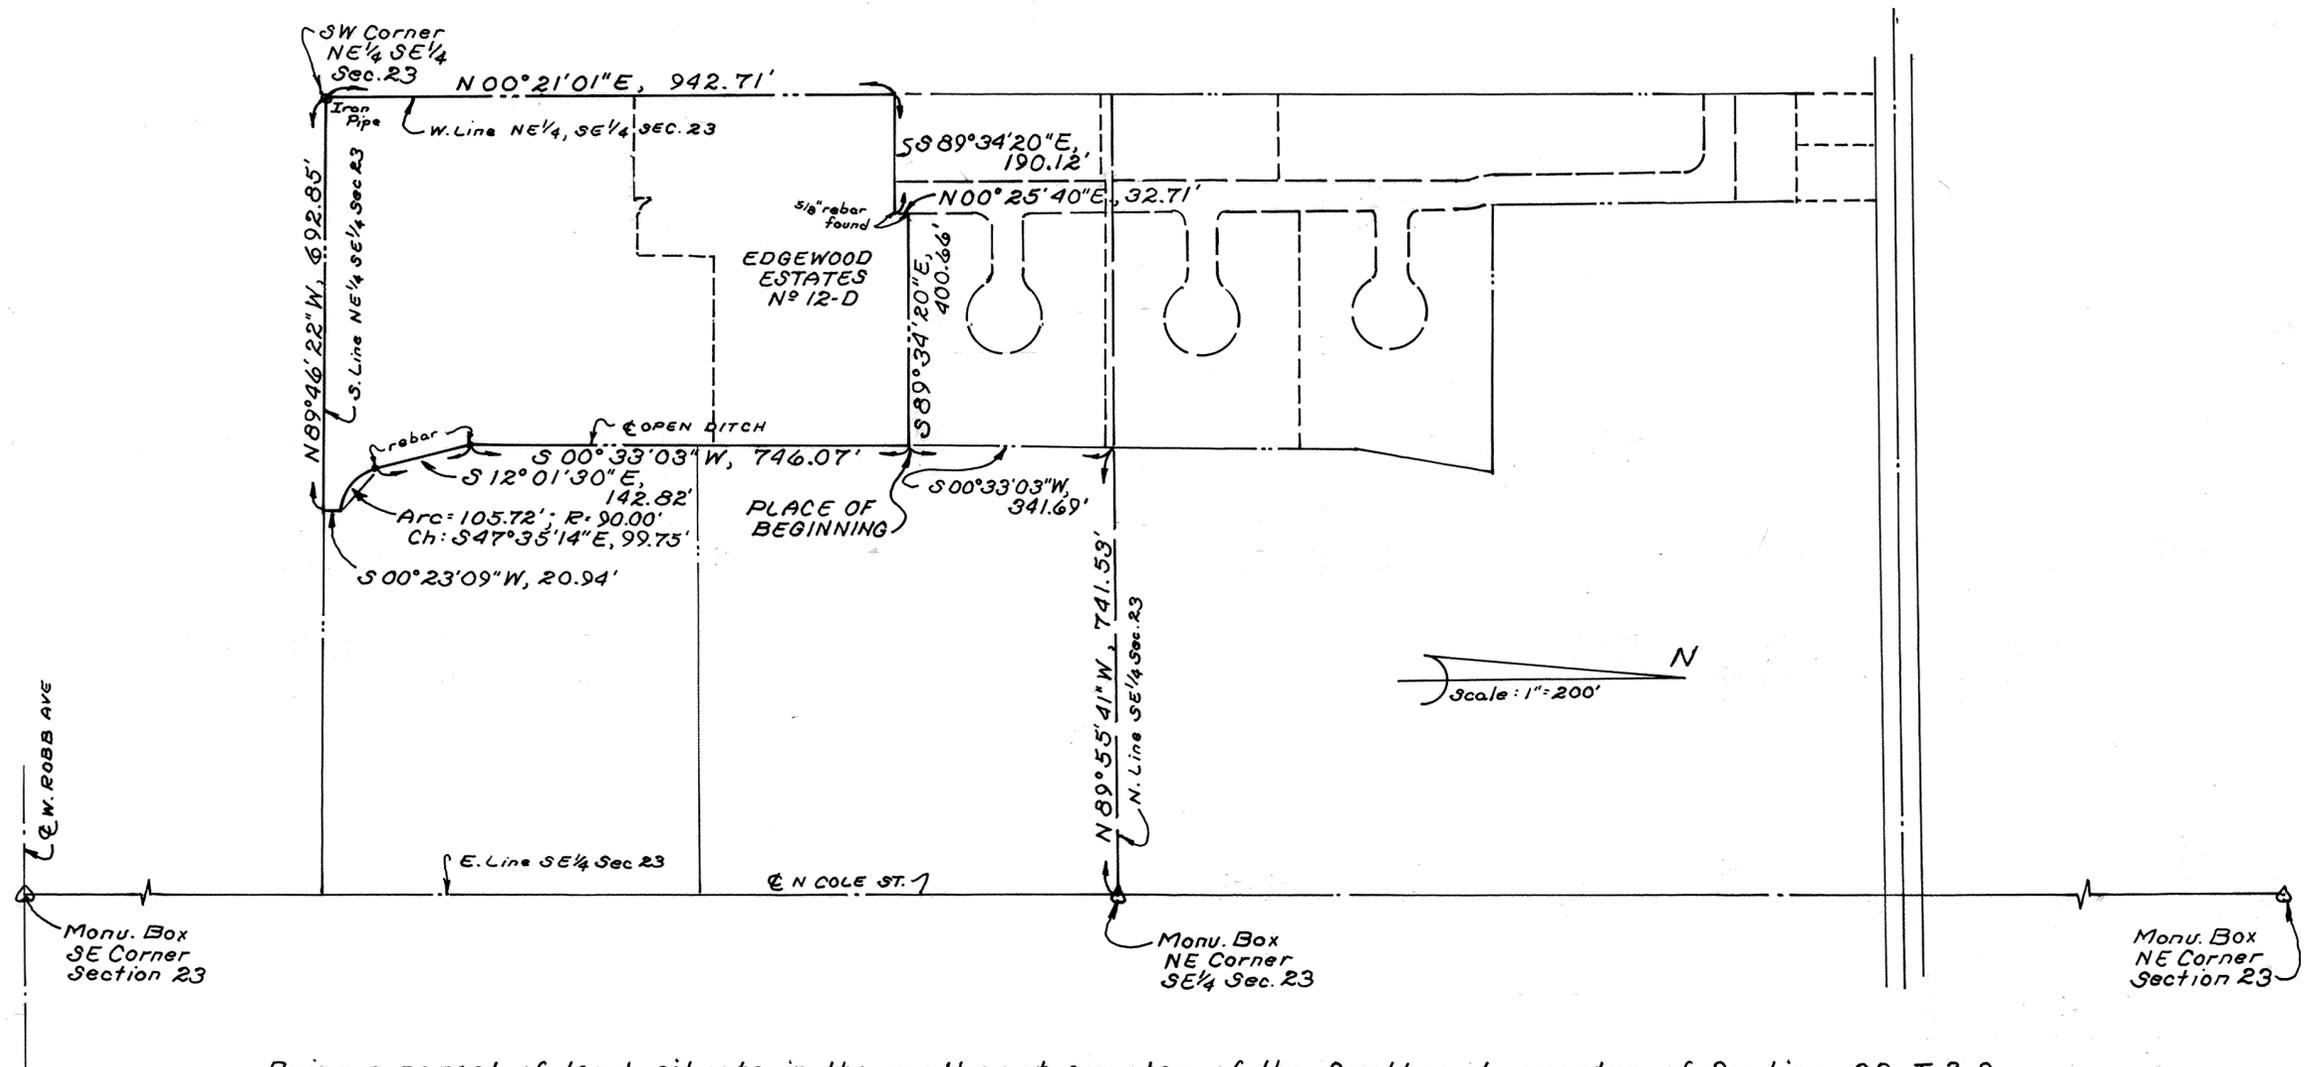 SW Corner
NE¼ SE¼
Sec. 23
N 00°21'01"E, 942.71'
Iron
Pipe
W. Line NE¼, SE¼ SEC. 23
N89°46'22"W, 692.85'
S. Line NE¼ SE¼ Sec 23
S 89°34'20"E,
190.12'
N00°25'40"E, 32.71'
5/8" rebar
found
EDGEWOOD
ESTATES
Nº 12-D
S89°34'20"E,
400.66'
rebar
℄ OPEN DITCH
S 00°33'03"W, 746.07'
S 12°01'30"E,
142.82'
Arc=105.72'; R=90.00'
Ch: S47°35'14"E, 99.75'
S 00°23'09"W, 20.94'
PLACE OF
BEGINNING
S00°33'03"W,
341.69'
N 89°55'41"W, 741.53'
N. Line SE¼ Sec. 23
N
Scale: 1"=200'
℄ W. ROBB AVE
E. Line SE¼ Sec 23
℄ N COLE ST.
Monu. Box
SE Corner
Section 23
Monu. Box
NE Corner
SE¼ Sec. 23
Monu. Box
NE Corner
Section 23